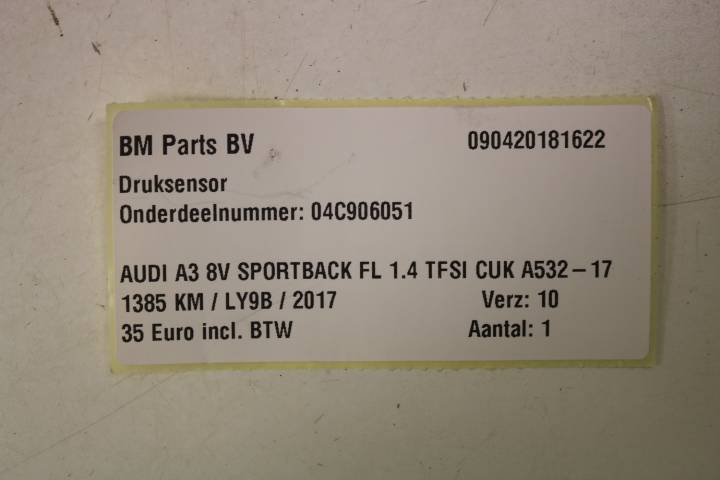 BM Parts BV 090420181622
Druksensor
Onderdeelnummer: 04C906051
AUDI A3 8V SPORTBACK FL 1.4 TFSI CUK A532 – 17
1385 KM / LY9B / 2017 Verz: 10
35 Euro incl. BTW Aantal: 1